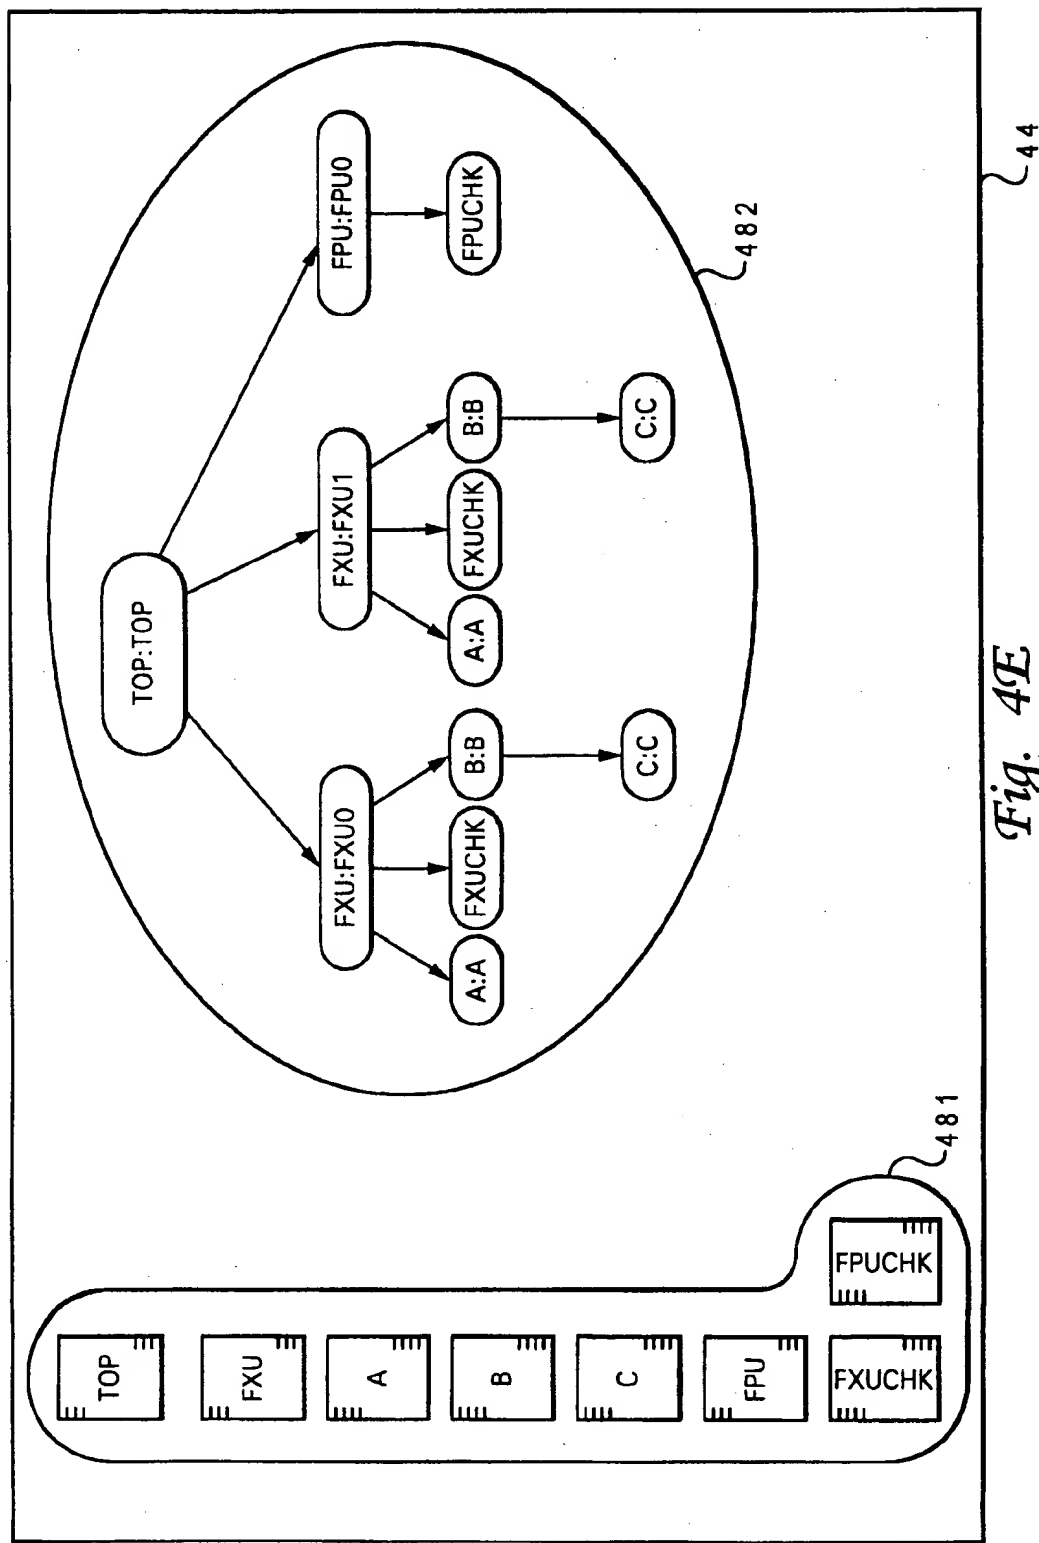 TOP
FXU
A
B
C
FPU
FXUCHK
FPUCHK
481
TOP:TOP
FXU:FXU0
FXU:FXU1
FPU:FPU0
A:A
FXUCHK
B:B
A:A
FXUCHK
B:B
FPUCHK
C:C
C:C
482
44
Fig. 4E